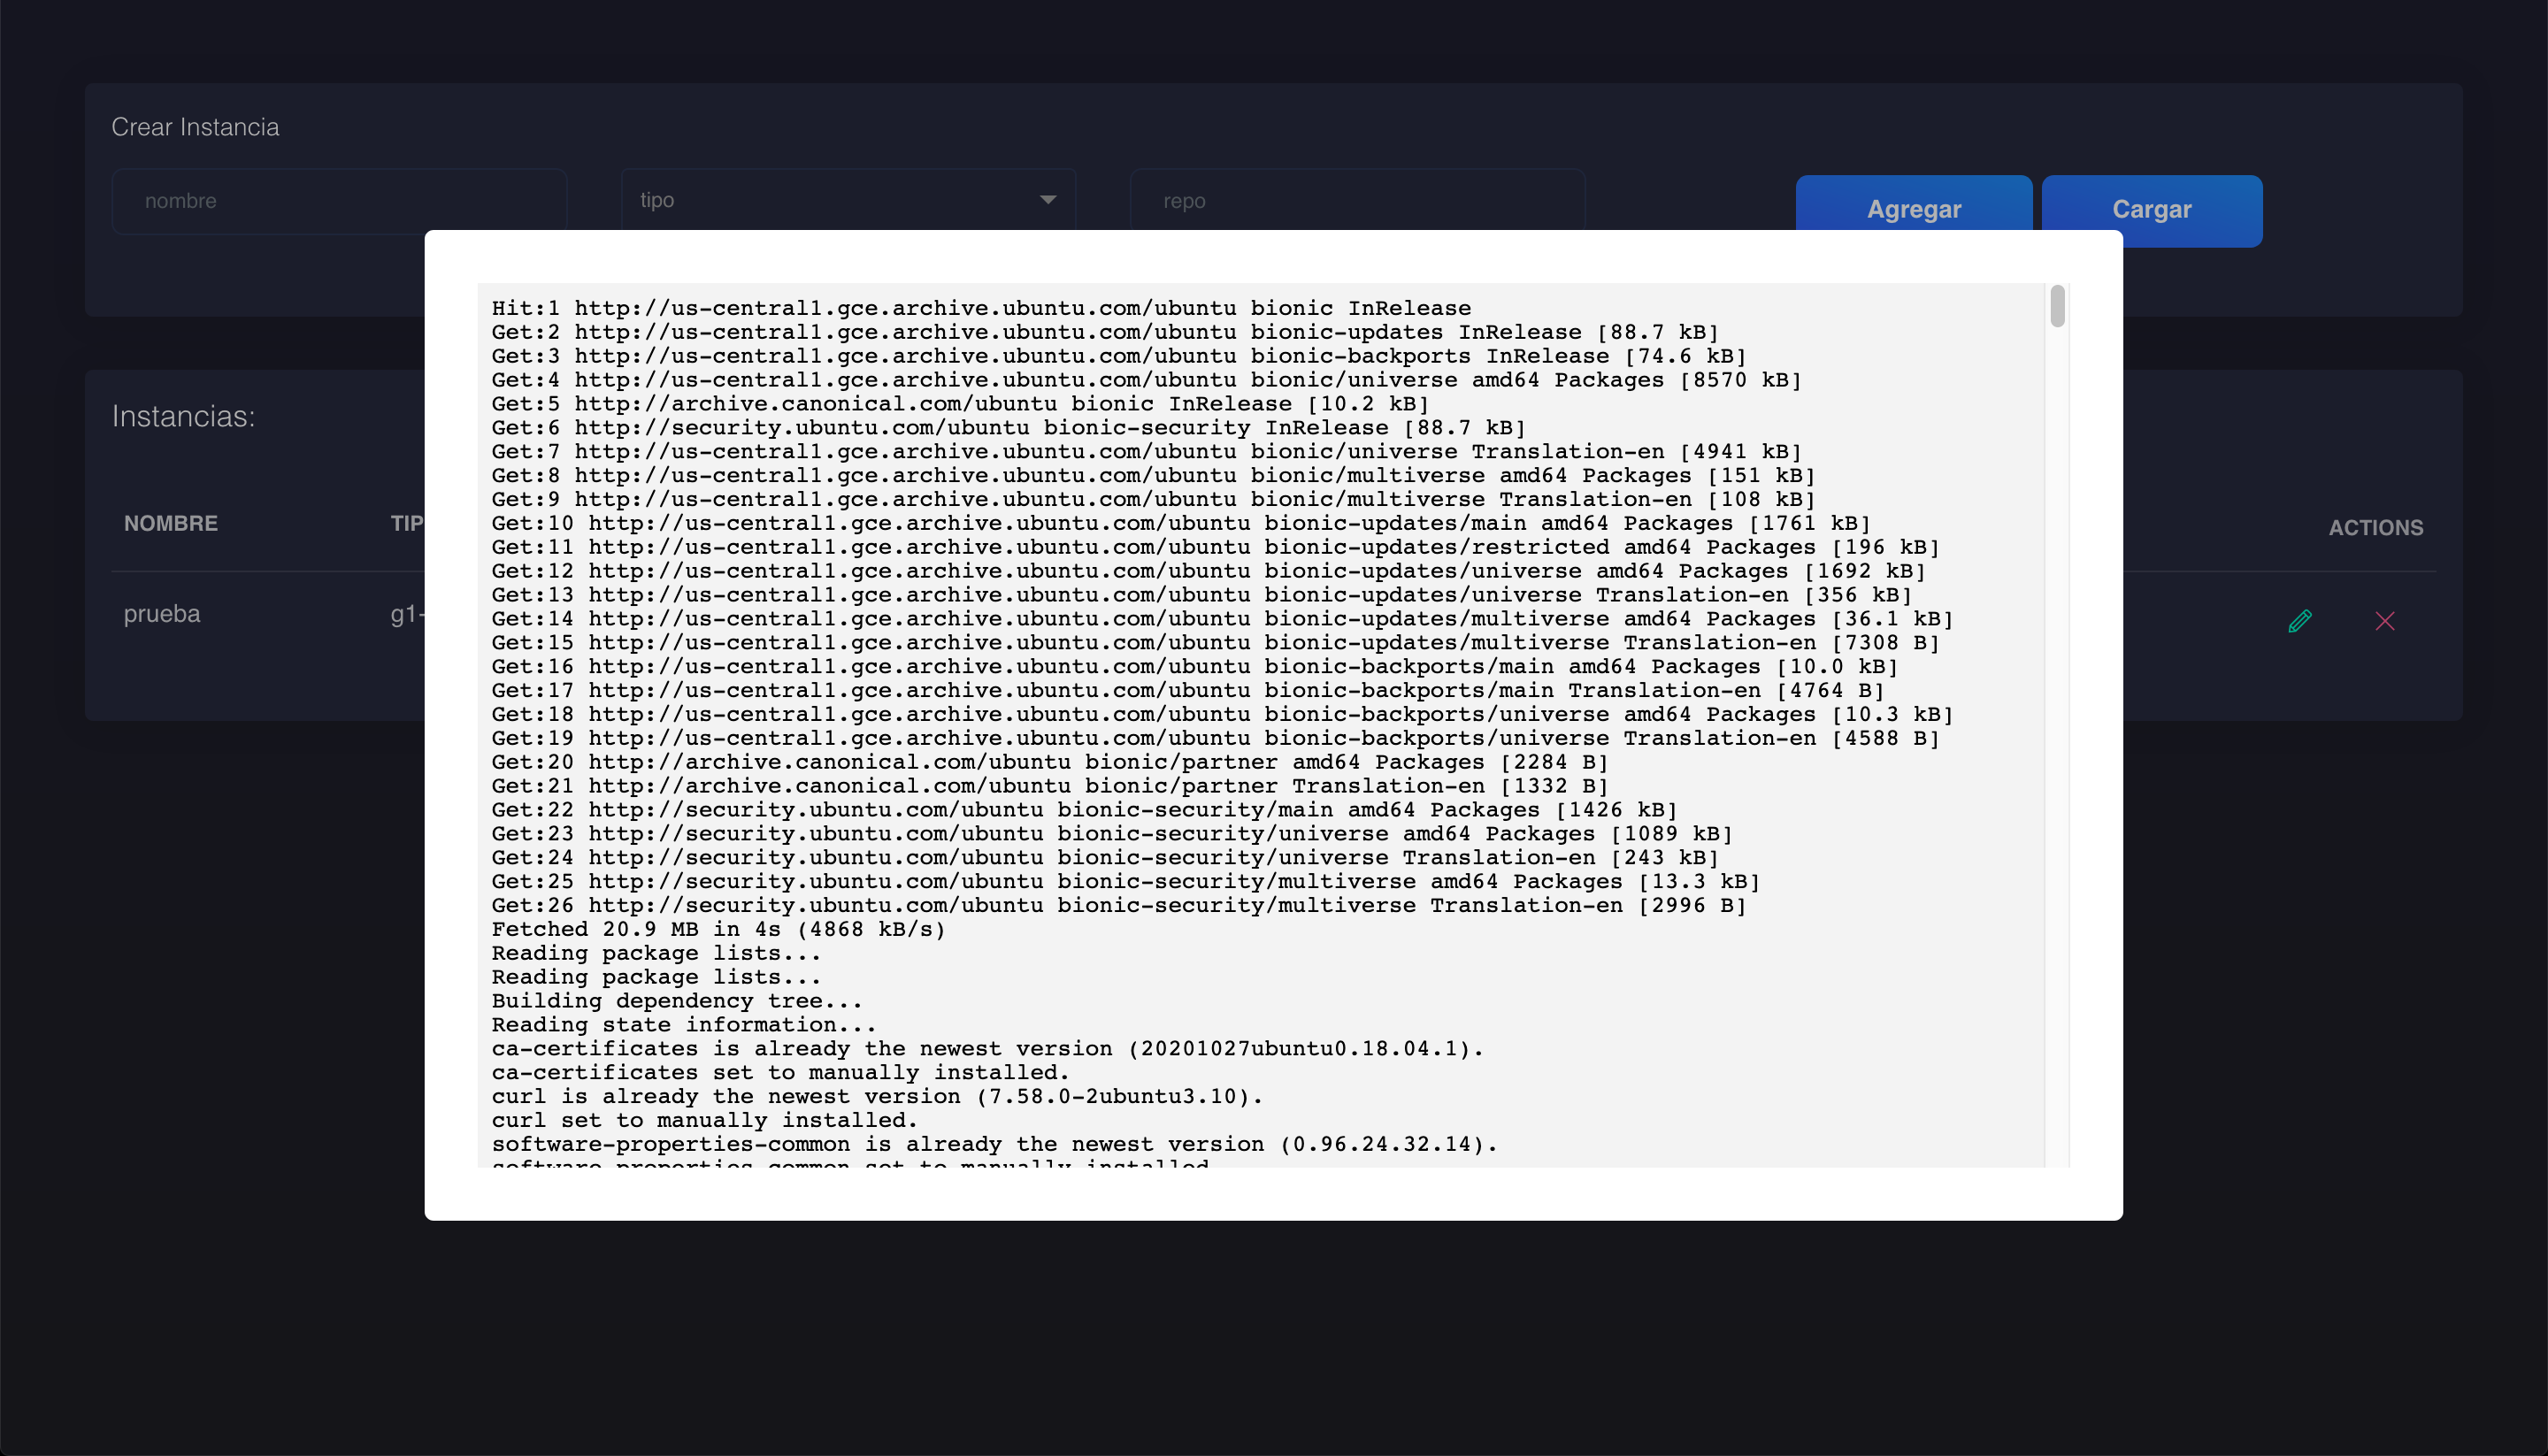 Crear Instancia
nombre
tipo
repo
Agregar
Cargar
Hit:1 http://us-central1.gce.archive.ubuntu.com/ubuntu bionic InRelease
Get:2 http://us-central1.gce.archive.ubuntu.com/ubuntu bionic-updates InRelease [88.7 kB]
Get:3 http://us-central1.gce.archive.ubuntu.com/ubuntu bionic-backports InRelease [74.6 kB]
Get:4 http://us-central1.gce.archive.ubuntu.com/ubuntu bionic/universe amd64 Packages [8570 kB]
Get:5 http://archive.canonical.com/ubuntu bionic InRelease [10.2 kB]
Get:6 http://security.ubuntu.com/ubuntu bionic-security InRelease [88.7 kB]
Get:7 http://us-central1.gce.archive.ubuntu.com/ubuntu bionic/universe Translation-en [4941 kB]
Get:8 http://us-central1.gce.archive.ubuntu.com/ubuntu bionic/multiverse amd64 Packages [151 kB]
Get:9 http://us-central1.gce.archive.ubuntu.com/ubuntu bionic/multiverse Translation-en [108 kB]
Get:10 http://us-central1.gce.archive.ubuntu.com/ubuntu bionic-updates/main amd64 Packages [1761 kB]
Get:11 http://us-central1.gce.archive.ubuntu.com/ubuntu bionic-updates/restricted amd64 Packages [196 kB]
Get:12 http://us-central1.gce.archive.ubuntu.com/ubuntu bionic-updates/universe amd64 Packages [1692 kB]
Get:13 http://us-central1.gce.archive.ubuntu.com/ubuntu bionic-updates/universe Translation-en [356 kB]
Get:14 http://us-central1.gce.archive.ubuntu.com/ubuntu bionic-updates/multiverse amd64 Packages [36.1 kB]
Get:15 http://us-central1.gce.archive.ubuntu.com/ubuntu bionic-updates/multiverse Translation-en [7308 B]
Get:16 http://us-central1.gce.archive.ubuntu.com/ubuntu bionic-backports/main amd64 Packages [10.0 kB]
Get:17 http://us-central1.gce.archive.ubuntu.com/ubuntu bionic-backports/main Translation-en [4764 B]
Get:18 http://us-central1.gce.archive.ubuntu.com/ubuntu bionic-backports/universe amd64 Packages [10.3 kB]
Get:19 http://us-central1.gce.archive.ubuntu.com/ubuntu bionic-backports/universe Translation-en [4588 B]
Get:20 http://archive.canonical.com/ubuntu bionic/partner amd64 Packages [2284 B]
Get:21 http://archive.canonical.com/ubuntu bionic/partner Translation-en [1332 B]
Get:22 http://security.ubuntu.com/ubuntu bionic-security/main amd64 Packages [1426 kB]
Get:23 http://security.ubuntu.com/ubuntu bionic-security/universe amd64 Packages [1089 kB]
Get:24 http://security.ubuntu.com/ubuntu bionic-security/universe Translation-en [243 kB]
Get:25 http://security.ubuntu.com/ubuntu bionic-security/multiverse amd64 Packages [13.3 kB]
Get:26 http://security.ubuntu.com/ubuntu bionic-security/multiverse Translation-en [2996 B]
Fetched 20.9 MB in 4s (4868 kB/s)
Reading package lists...
Reading package lists...
Building dependency tree...
Reading state information...
ca-certificates is already the newest version (20201027ubuntu0.18.04.1).
ca-certificates set to manually installed.
curl is already the newest version (7.58.0-2ubuntu3.10).
curl set to manually installed.
software-properties-common is already the newest version (0.96.24.32.14).
software-properties-common set to manually installed
Instancias:
NOMBRE
TIP
ACTIONS
prueba
g1-